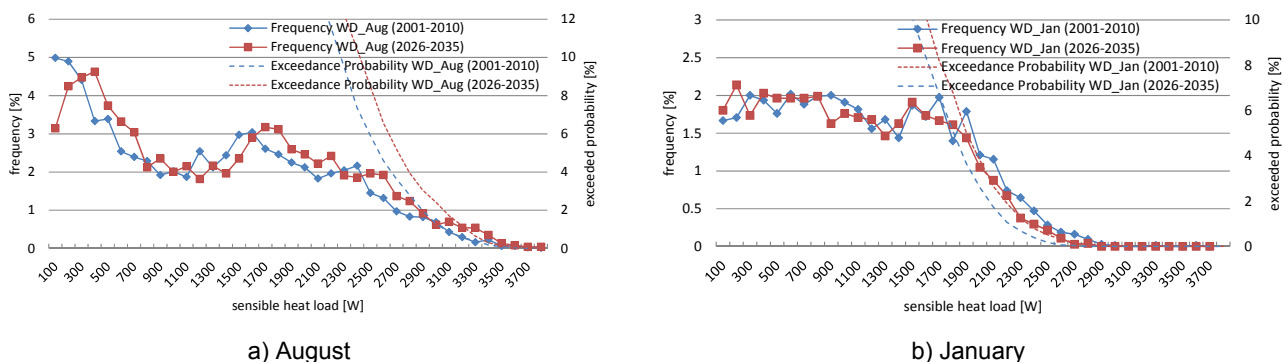 6
5
4
3
2
1
0
frequency [%]
Frequency WD_Aug (2001-2010)
Frequency WD_Aug (2026-2035)
Exceedance Probability WD_Aug (2001-2010)
Exceedance Probability WD_Aug (2026-2035)
12
10
8
6
4
2
0
exceeded probability [%]
100 300 500 700 900 1100 1300 1500 1700 1900 2100 2300 2500 2700 2900 3100 3300 3500 3700
sensible heat load [W]
a) August
3
2.5
2
1.5
1
0.5
0
frequency [%]
Frequency WD_Jan (2001-2010)
Frequency WD_Jan (2026-2035)
Exceedance Probability WD_Jan (2001-2010)
Exceedance Probability WD_Jan (2026-2035)
10
8
6
4
2
0
exceeded probability [%]
100 300 500 700 900 1100 1300 1500 1700 1900 2100 2300 2500 2700 2900 3100 3300 3500 3700
sensible heat load [W]
b) January